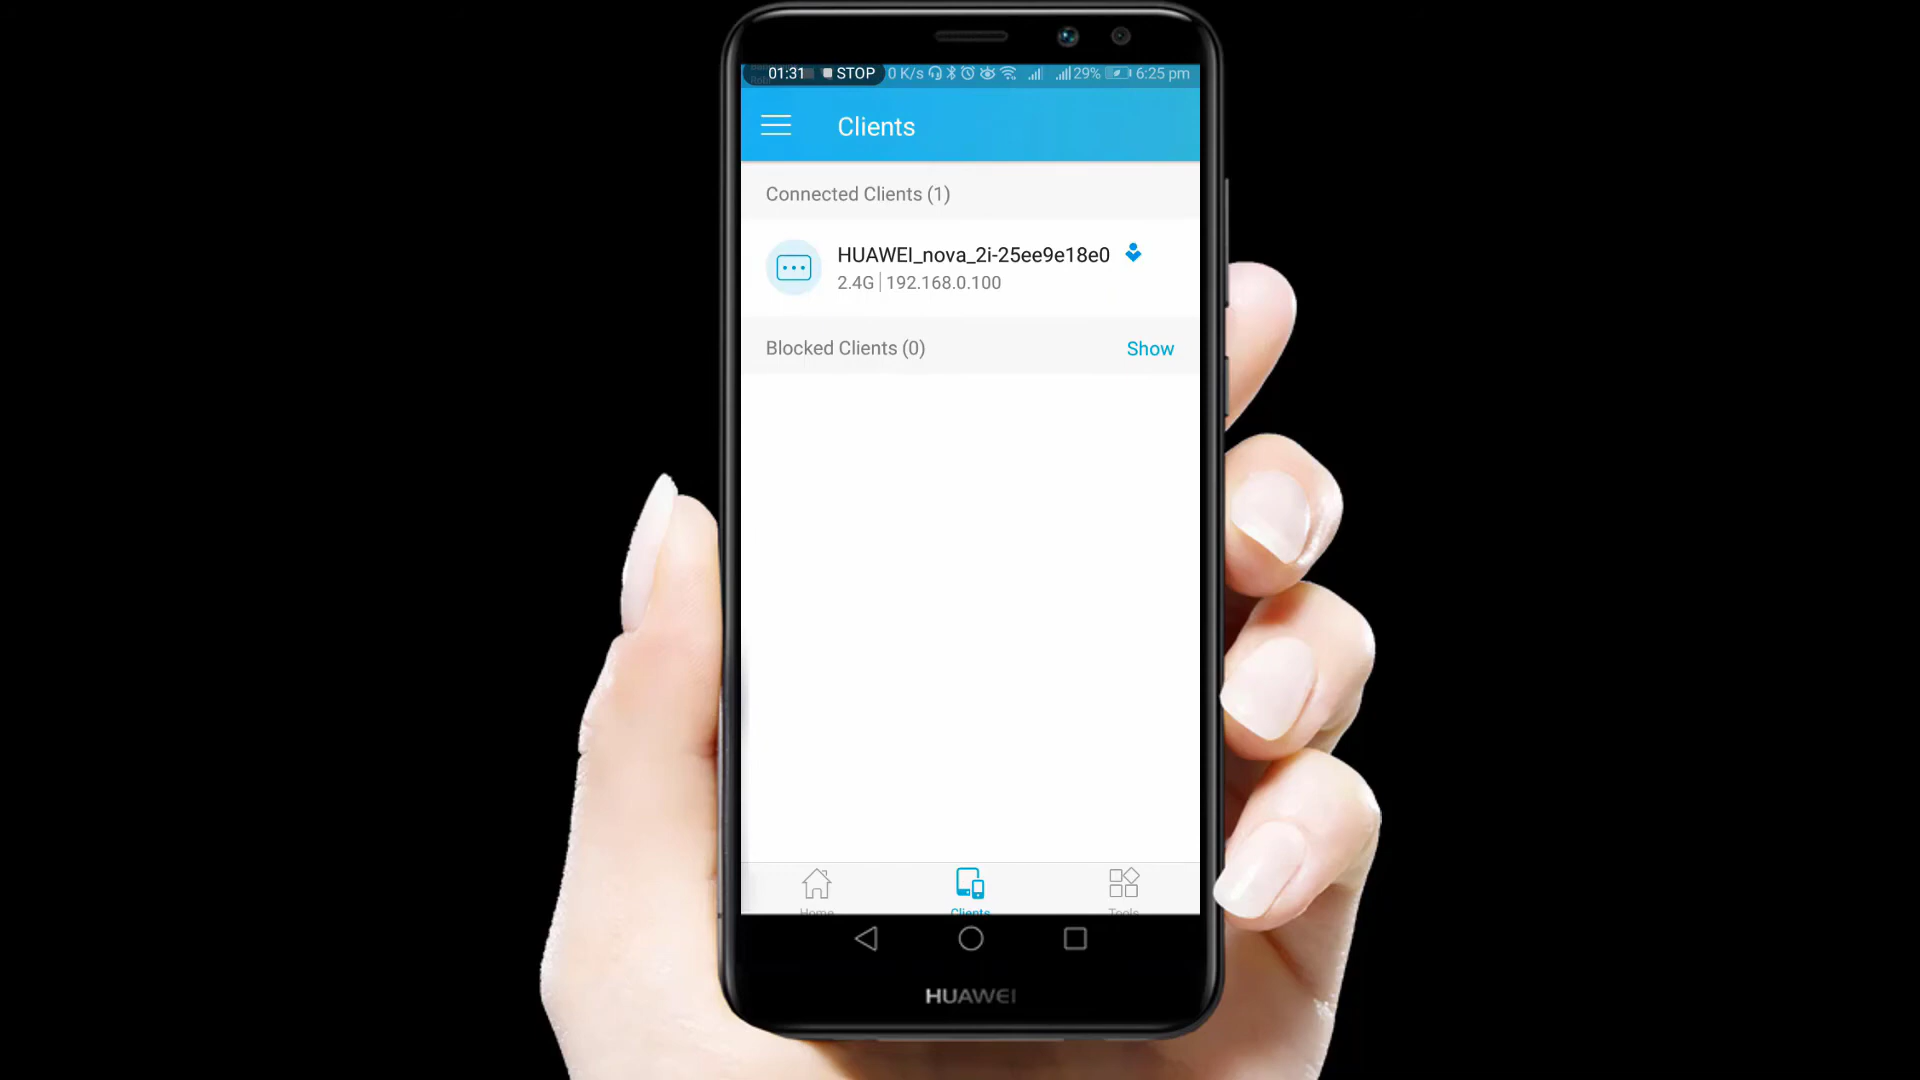 01:31 STOP 0 K/s 29% 6:25 pm
Clients
Connected Clients (1)
HUAWEI_nova_2i-25ee9e18e0
2.4G | 192.168.0.100
Blocked Clients (0) Show
Home Clients Tools
HUAWEI